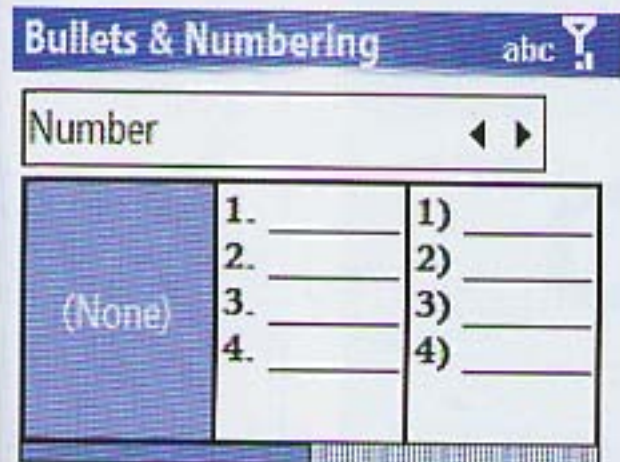 Bullets & Numbering abc
Number
(None)
1. 1)
2. 2)
3. 3)
4. 4)